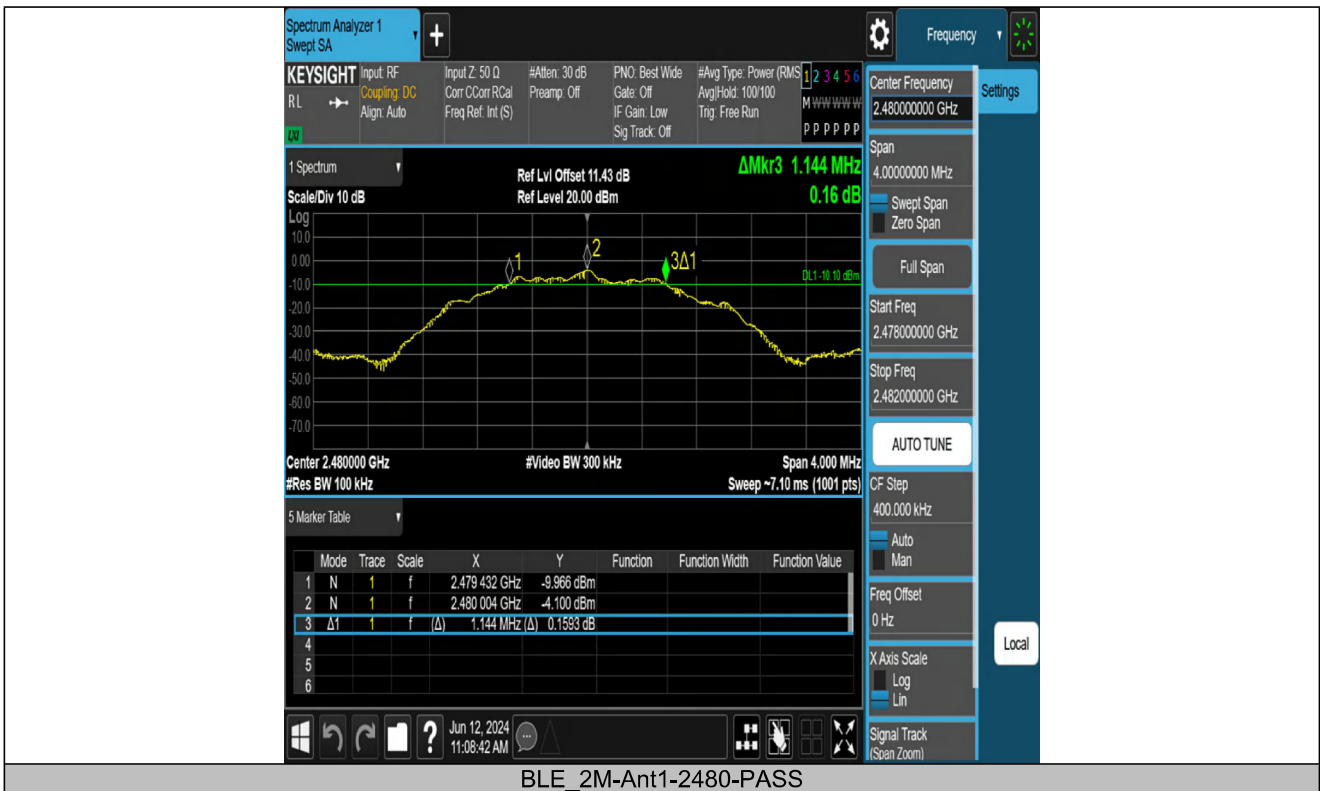 Spectrum Analyzer 1
Swept SA
+
Frequency
KEYSIGHT
RL
LXI
Input: RF
Coupling: DC
Align: Auto
Input Z: 50 Ω
Corr CCorr RCal
Freq Ref: Int (S)
#Atten: 30 dB
Preamp: Off
PNO: Best Wide
Gate: Off
IF Gain: Low
Sig Track: Off
#Avg Type: Power (RMS
Avg|Hold: 100/100
Trig: Free Run
1 2 3 4 5 6
M W W W W W
P P P P P P
Center Frequency
2.480000000 GHz
Settings
Span
4.00000000 MHz
Swept Span
Zero Span
Full Span
Start Freq
2.478000000 GHz
Stop Freq
2.482000000 GHz
AUTO TUNE
CF Step
400.000 kHz
Auto
Man
Freq Offset
0 Hz
X Axis Scale
Log
Lin
Signal Track
(Span Zoom)
Local
1 Spectrum
Scale/Div 10 dB
Ref Lvl Offset 11.43 dB
Ref Level 20.00 dBm
ΔMkr3 1.144 MHz
0.16 dB
Log
10.0
0.00
-10.0
-20.0
-30.0
-40.0
-50.0
-60.0
-70.0
1
2
3Δ1
DL1 -10.10 dBm
Center 2.480000 GHz
#Video BW 300 kHz
Span 4.000 MHz
#Res BW 100 kHz
Sweep ~7.10 ms (1001 pts)
5 Marker Table
Mode Trace Scale X Y Function Function Width Function Value
1 N 1 f 2.479 432 GHz -9.966 dBm
2 N 1 f 2.480 004 GHz -4.100 dBm
3 Δ1 1 f (Δ) 1.144 MHz (Δ) 0.1593 dB
4
5
6
?
Jun 12, 2024
11:08:42 AM
BLE_2M-Ant1-2480-PASS